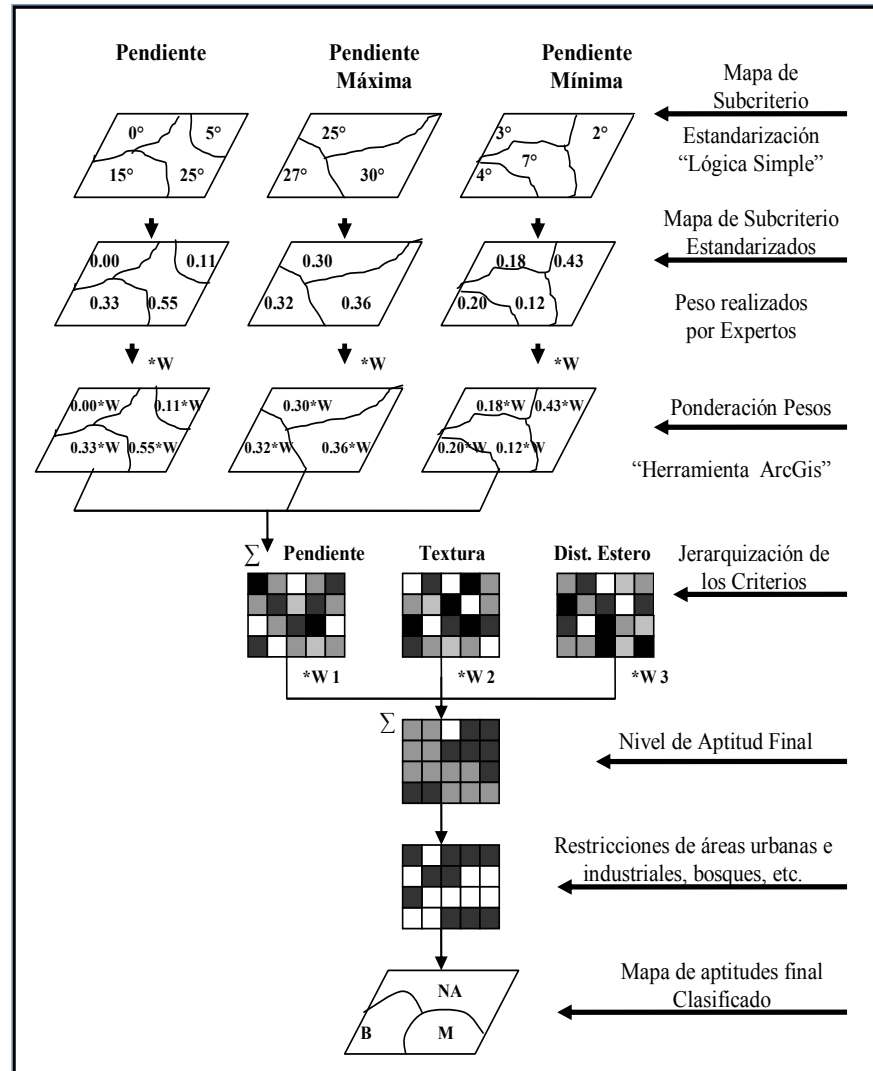 Pendiente
Pendiente
Máxima
Pendiente
Mínima
Mapa de
Subcriterio
0°
5°
15°
25°
25°
27°
30°
3°
2°
7°
4°
Estandarización
“Lógica Simple”
Mapa de Subcriterio
Estandarizados
0.00
0.11
0.33
0.55
0.30
0.32
0.36
0.18
0.43
0.20
0.12
Peso realizados
por Expertos
*W
*W
*W
0.00*W
0.11*W
0.33*W
0.55*W
0.30*W
0.32*W
0.36*W
0.18*W
0.43*W
0.20*W
0.12*W
Ponderación Pesos
“Herramienta ArcGis”
∑
Pendiente
Textura
Dist. Estero
Jerarquización de
los Criterios
*W 1
*W 2
*W 3
∑
Nivel de Aptitud Final
Restricciones de áreas urbanas e
industriales, bosques, etc.
Mapa de aptitudes final
Clasificado
NA
B
M